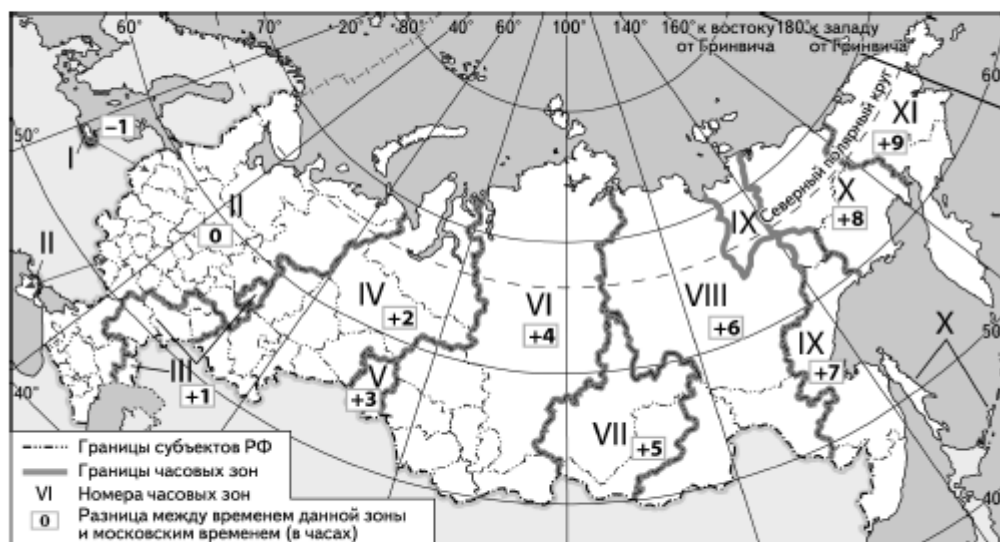 60° 70° 20° 40° 60° 80° 100° 120° 140° 160° к востоку 180° к западу
от Гринвича от Гринвича
60°
50°
–1
I
Северный полярный круг
XI
+9
II
IX
X
0
+8
II
IV
VI
VIII
X
+2
+4
+6
50°
IX
V
+7
III
40°
+1
+3
VII
+5
40°
Границы субъектов РФ
Границы часовых зон
VI Номера часовых зон
0 Разница между временем данной зоны
и московским временем (в часах)